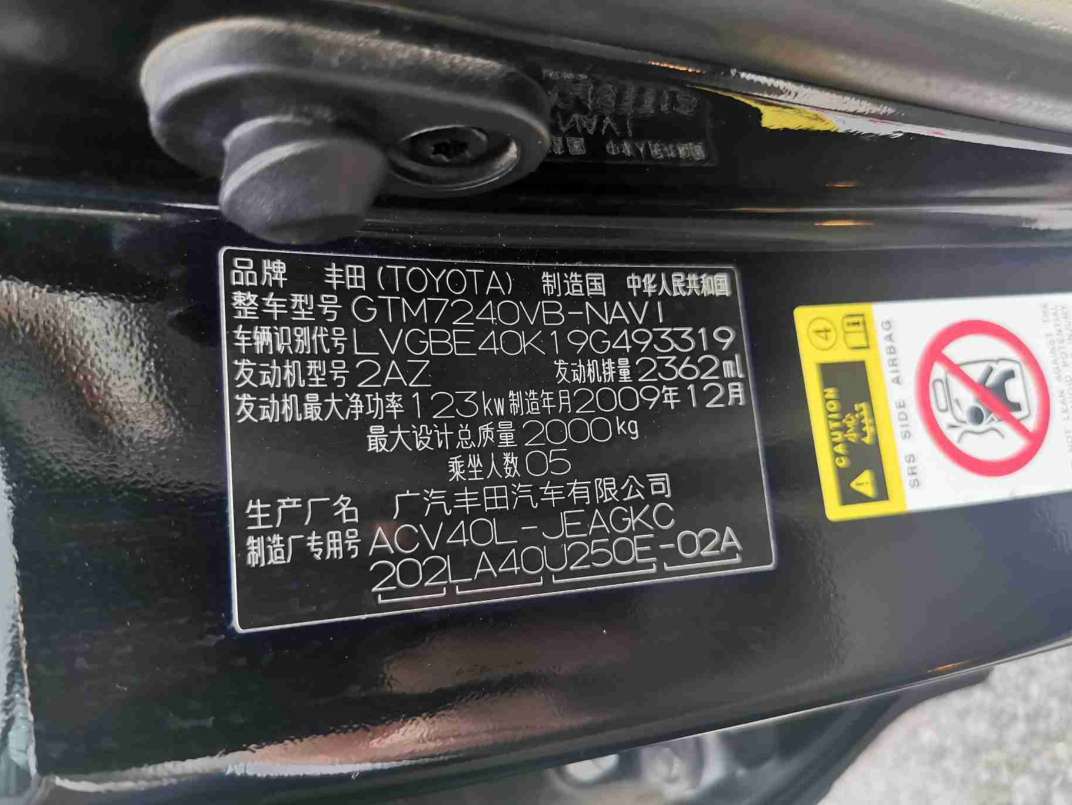 品牌 丰田(TOYOTA) 制造国 中华人民共和国
整车型号 GTM7240VB-NAVI
车辆识别代号 LVGBE40K19G493319
发动机型号 2AZ 发动机排量 2362ml
发动机最大净功率 123kw 制造年月 2009年12月
最大设计总质量 2000kg
乘坐人数 05
生产厂名 广汽丰田汽车有限公司
制造厂专用号 ACV40L-JEAGKC
202LA40U250E-02A
4
CAUTION
SRS SIDE AIRBAG